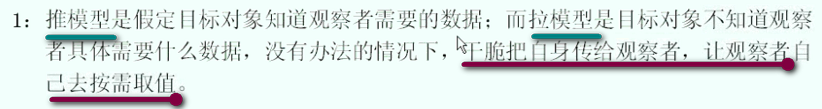 1：推模型是假定目标对象知道观察者需要的数据；而拉模型是目标对象不知道观察
者具体需要什么数据，没有办法的情况下，干脆把自身传给观察者，让观察者自
己去按需取值。